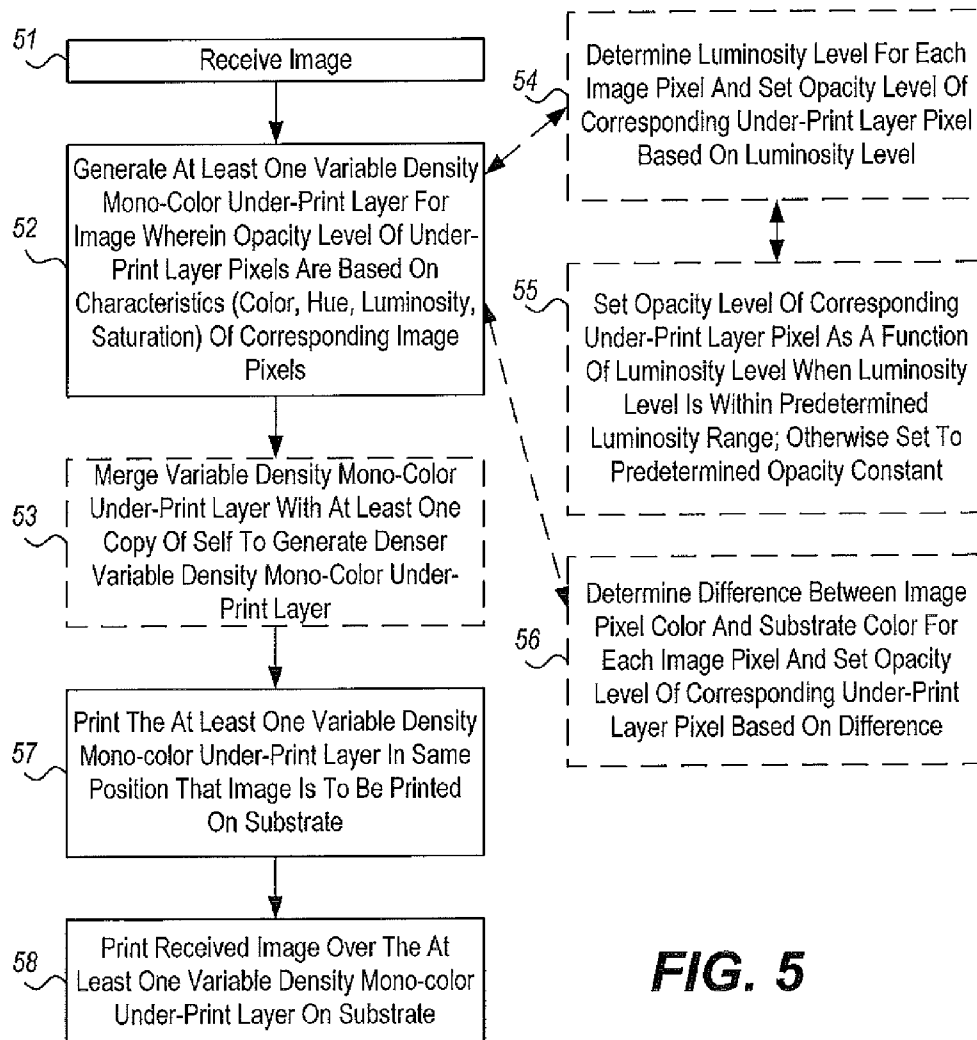 51
Receive Image
52
Generate At Least One Variable Density
Mono-Color Under-Print Layer For
Image Wherein Opacity Level Of Under-
Print Layer Pixels Are Based On
Characteristics (Color, Hue, Luminosity,
Saturation) Of Corresponding Image
Pixels
53
Merge Variable Density Mono-Color
Under-Print Layer With At Least One
Copy Of Self To Generate Denser
Variable Density Mono-Color Under-
Print Layer
57
Print The At Least One Variable Density
Mono-color Under-Print Layer In Same
Position That Image Is To Be Printed
On Substrate
58
Print Received Image Over The At
Least One Variable Density Mono-color
Under-Print Layer On Substrate
54
Determine Luminosity Level For Each
Image Pixel And Set Opacity Level Of
Corresponding Under-Print Layer Pixel
Based On Luminosity Level
55
Set Opacity Level Of Corresponding
Under-Print Layer Pixel As A Function
Of Luminosity Level When Luminosity
Level Is Within Predetermined
Luminosity Range; Otherwise Set To
Predetermined Opacity Constant
56
Determine Difference Between Image
Pixel Color And Substrate Color For
Each Image Pixel And Set Opacity
Level Of Corresponding Under-Print
Layer Pixel Based On Difference
FIG. 5